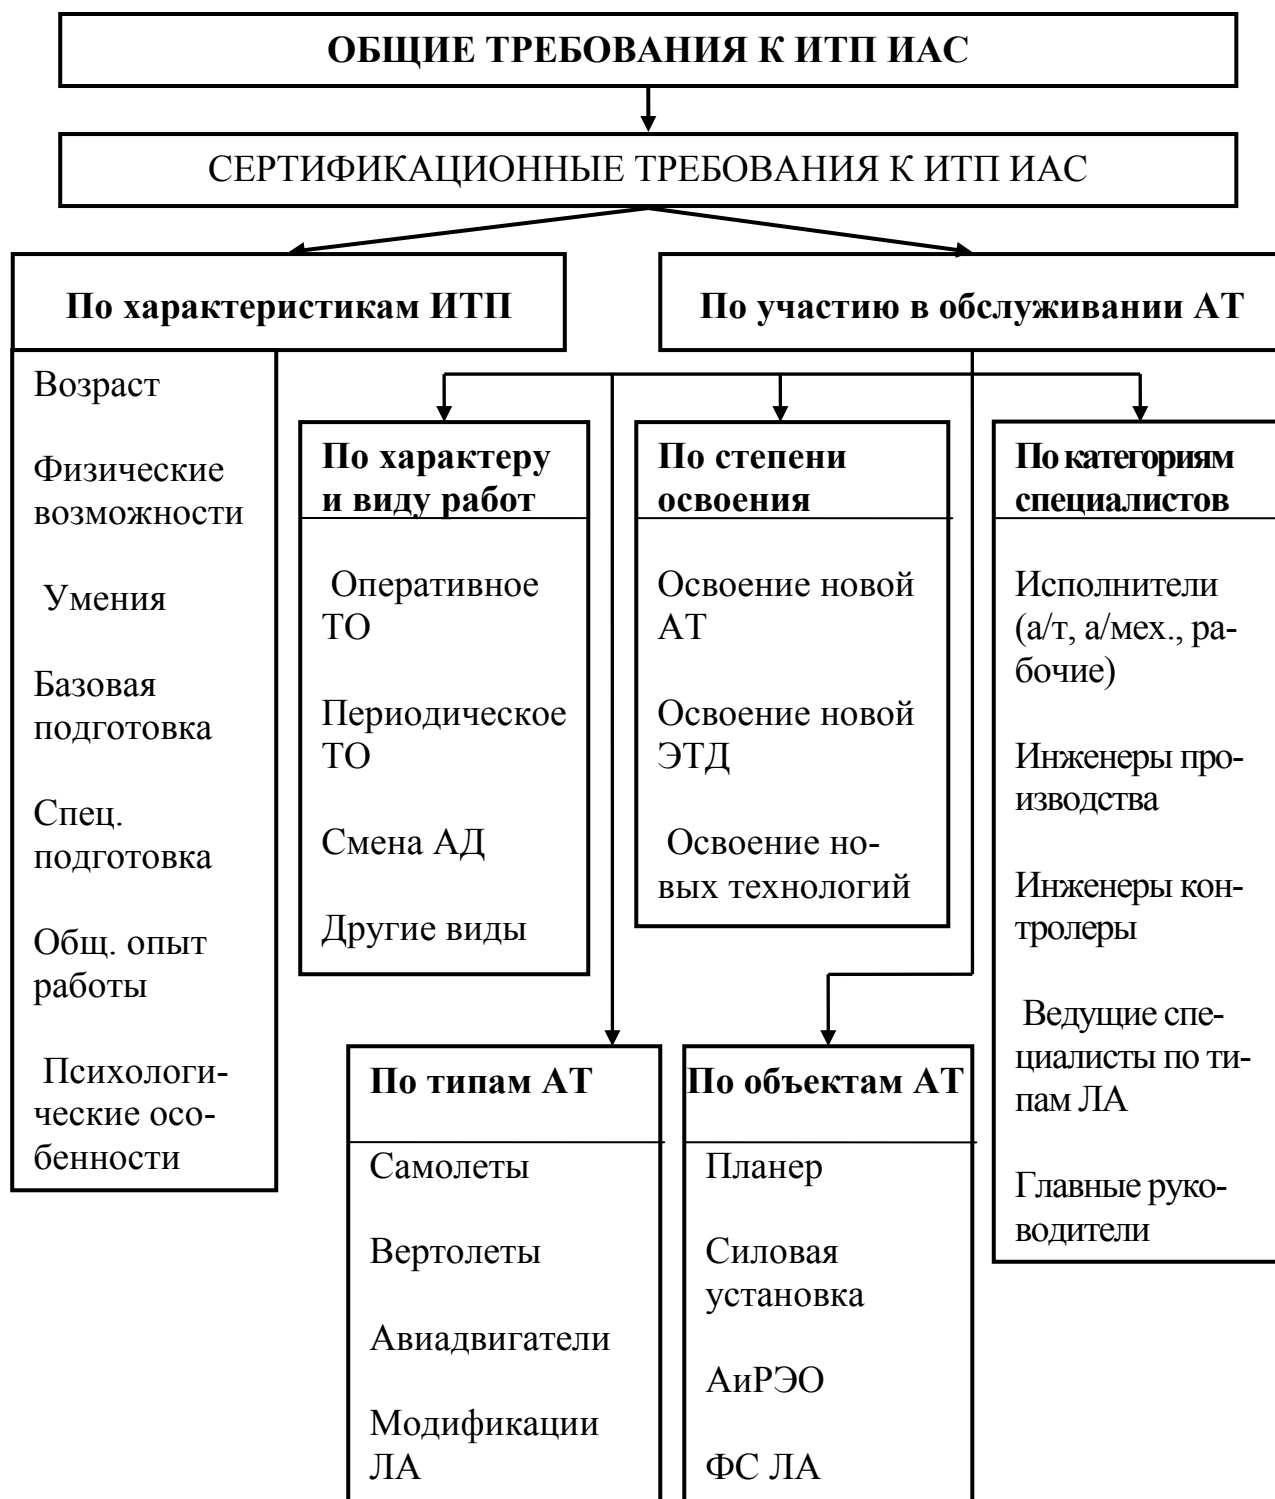 ОБЩИЕ ТРЕБОВАНИЯ К ИТП ИАС
СЕРТИФИКАЦИОННЫЕ ТРЕБОВАНИЯ К ИТП ИАС
По характеристикам ИТП
Возраст
Физические
возможности
Умения
Базовая
подготовка
Спец.
подготовка
Общ. опыт
работы
Психологи-
ческие осо-
бенности
По участию в обслуживании АТ
По характеру
и виду работ
Оперативное
ТО
Периодическое
ТО
Смена АД
Другие виды
По степени
освоения
Освоение новой
АТ
Освоение новой
ЭТД
Освоение но-
вых технологий
По категориям
специалистов
Исполнители
(а/т, а/мех., ра-
бочие)
Инженеры про-
изводства
Инженеры кон-
тролеры
Ведущие спе-
циалисты по ти-
пам ЛА
Главные руко-
водители
По типам АТ
Самолеты
Вертолеты
Авиадвигатели
Модификации
ЛА
По объектам АТ
Планер
Силовая
установка
АиРЭО
ФС ЛА